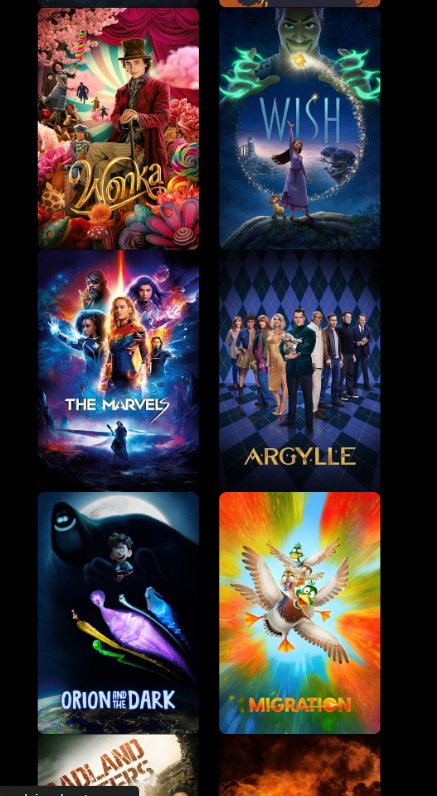 Wonka
WISH
THE MARVELS
ARGYLLE
ORION AND THE DARK
MIGRATION